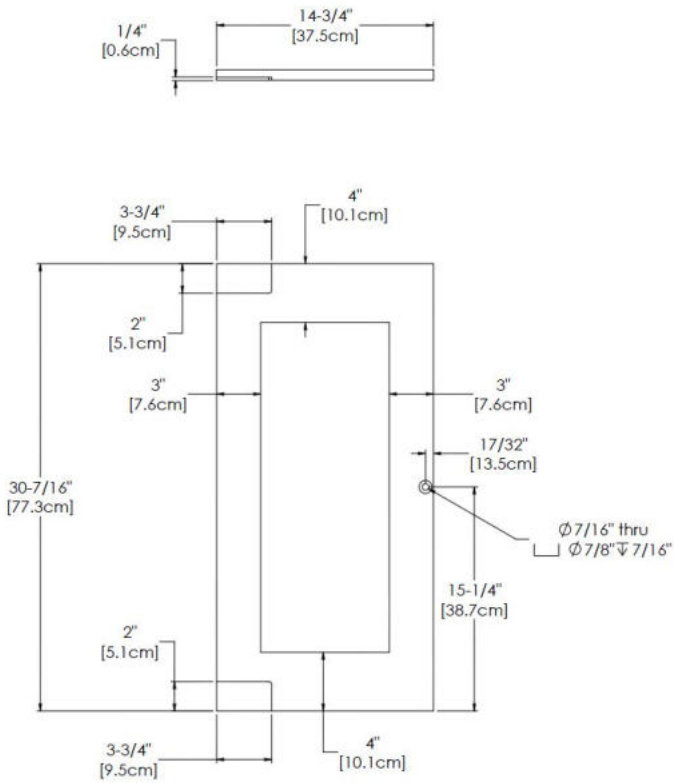 14-3/4"
[37.5cm]
1/4"
[0.6cm]
4"
[10.1cm]
3-3/4"
[9.5cm]
2"
[5.1cm]
3"
[7.6cm]
3"
[7.6cm]
17/32"
[13.5cm]
30-7/16"
[77.3cm]
Ø7/16" thru
⌴ Ø7/8"↧7/16"
15-1/4"
[38.7cm]
2"
[5.1cm]
3-3/4"
[9.5cm]
4"
[10.1cm]